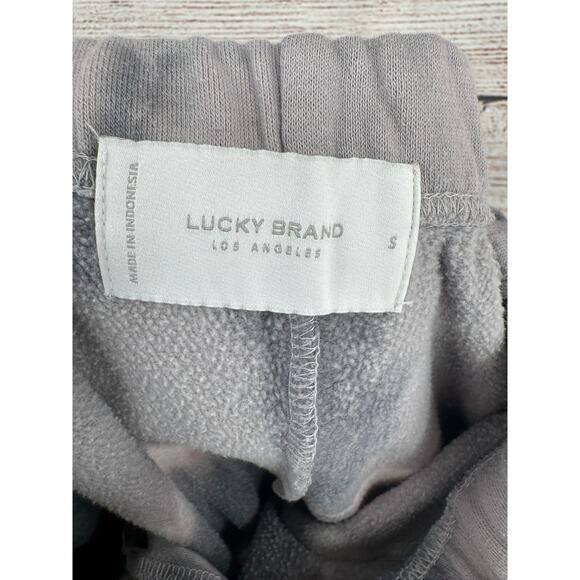 MADE IN INDONESIA
LUCKY BRAND
LOS ANGELES
S